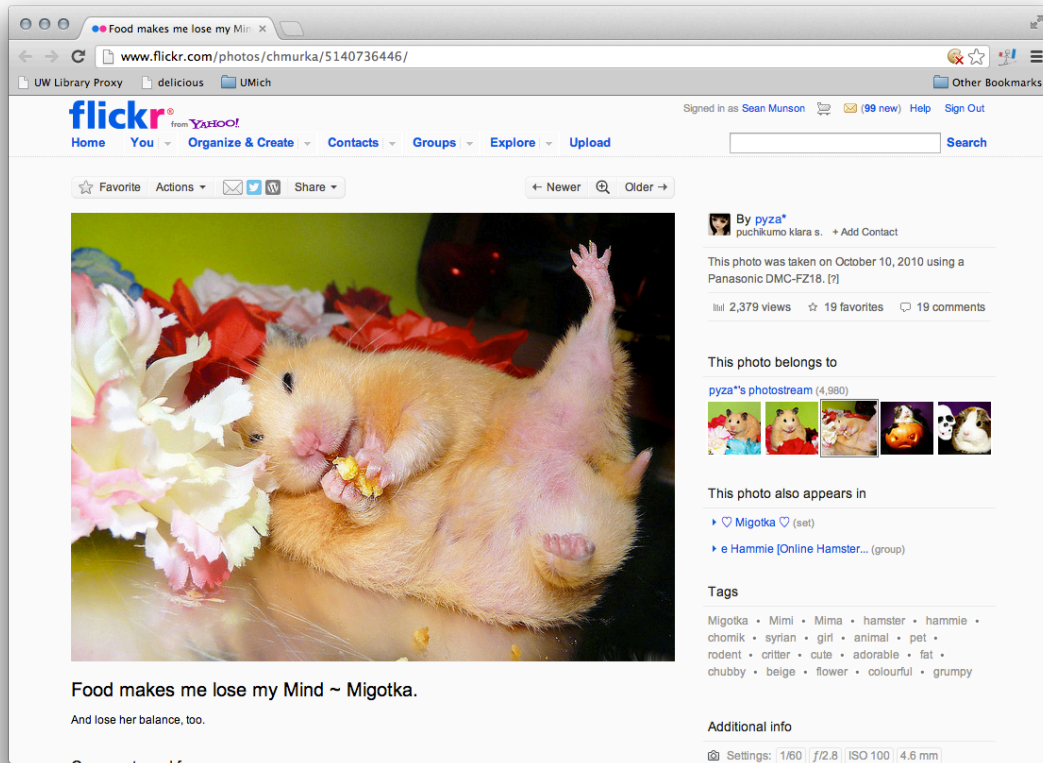 Food makes me lose my Min
www.flickr.com/photos/chmurka/5140736446/
UW Library Proxy delicious UMich Other Bookmarks
flickr® from YAHOO!
Signed in as Sean Munson (99 new) Help Sign Out
Home You Organize & Create Contacts Groups Explore Upload Search
Favorite Actions Share ← Newer Older →
By pyza*
puchikumo klara s. + Add Contact
This photo was taken on October 10, 2010 using a
Panasonic DMC-FZ18. [?]
2,379 views 19 favorites 19 comments
This photo belongs to
pyza*'s photostream (4,980)
This photo also appears in
♡ Migotka ♡ (set)
e Hammie [Online Hamster... (group)
Tags
Migotka • Mimi • Mima • hamster • hammie •
chomik • syrian • girl • animal • pet •
rodent • critter • cute • adorable • fat •
chubby • beige • flower • colourful • grumpy
Additional info
Settings: 1/60 ƒ/2.8 ISO 100 4.6 mm
Food makes me lose my Mind ~ Migotka.
And lose her balance, too.